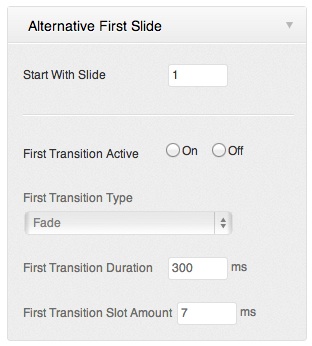 Alternative First Slide
Start With Slide 1
First Transition Active On Off
First Transition Type
Fade
First Transition Duration 300 ms
First Transition Slot Amount 7 ms